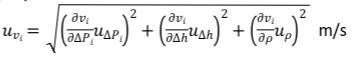 u_{v_i} = \sqrt{\left(\frac{\partial v_i}{\partial \Delta P_i} u_{\Delta P_i}\right)^2 + \left(\frac{\partial v_i}{\partial \Delta h} u_{\Delta h}\right)^2 + \left(\frac{\partial v_i}{\partial \rho} u_{\rho}\right)^2} m/s